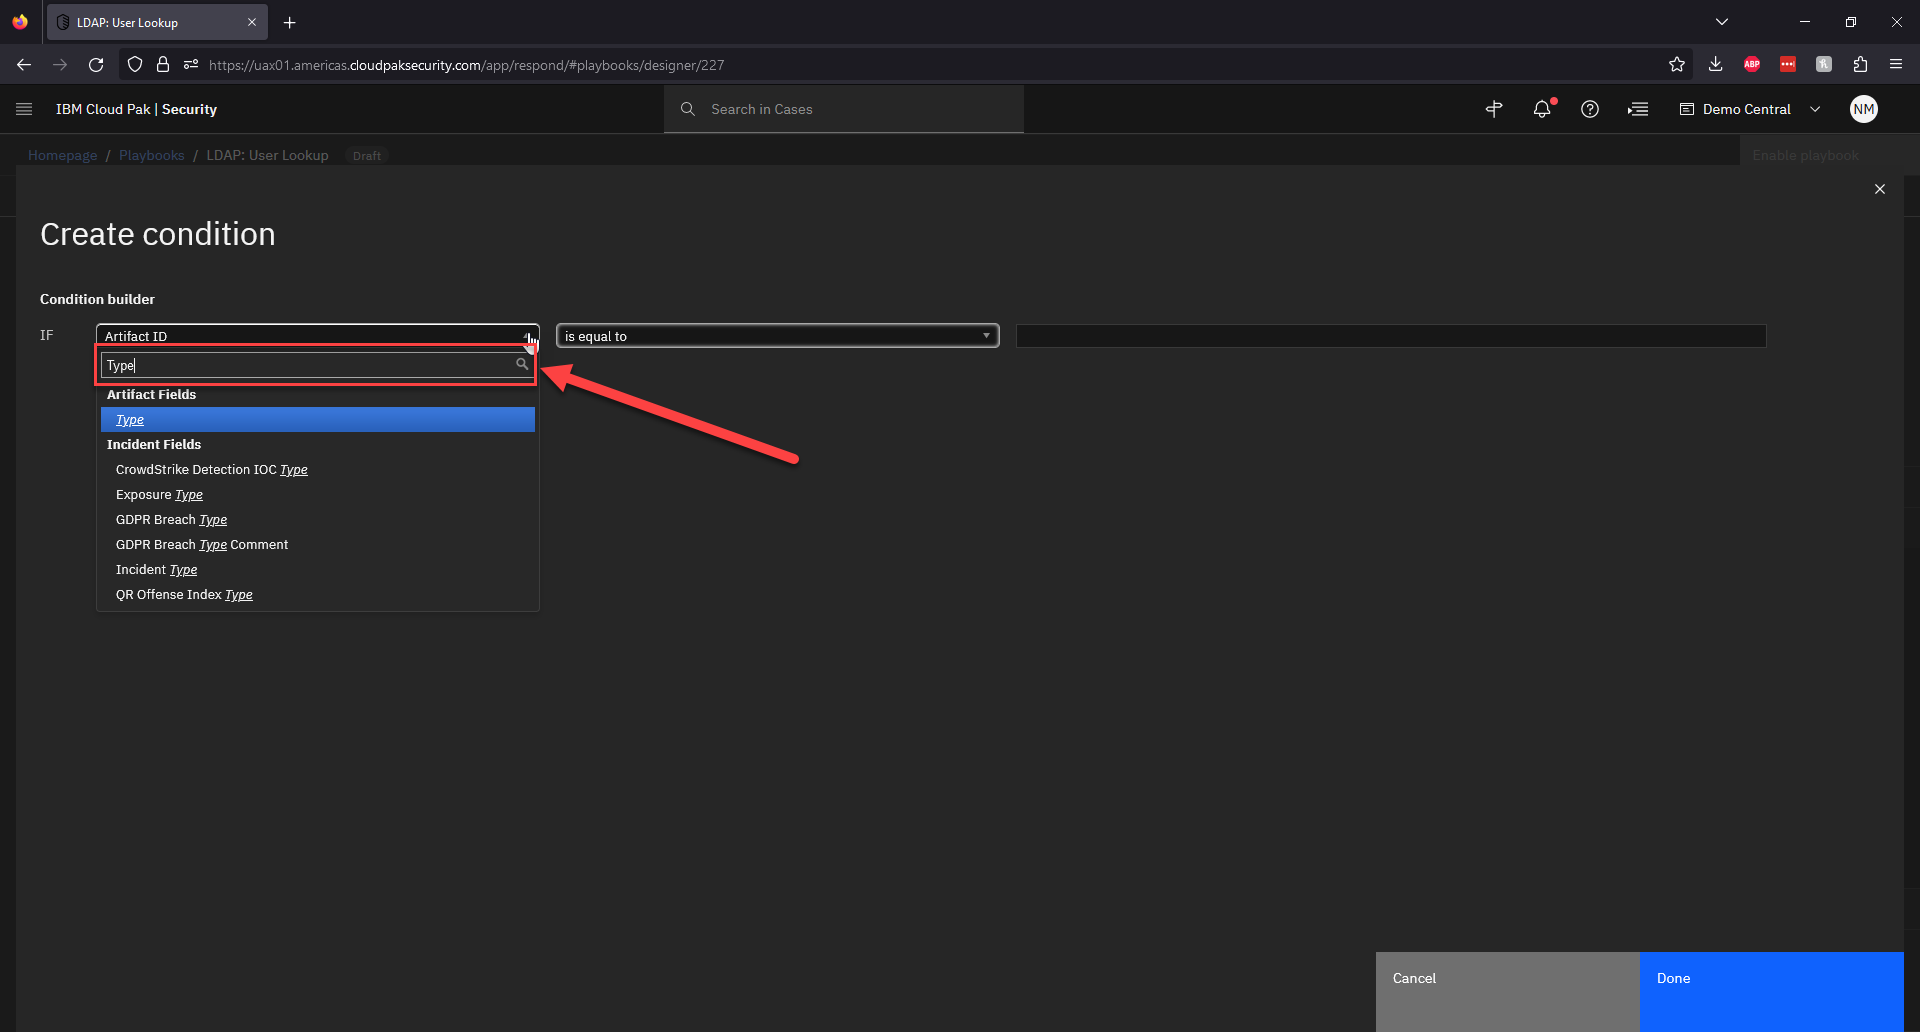 LDAP: User Lookup
https://uax01.americas.cloudpaksecurity.com/app/respond/#playbooks/designer/227
ABP
IBM Cloud Pak | Security
Search in Cases
Demo Central
NM
Homepage / Playbooks / LDAP: User Lookup Draft
Enable playbook
Create condition
Condition builder
IF
Artifact ID
is equal to
Type
Artifact Fields
Type
Incident Fields
CrowdStrike Detection IOC Type
Exposure Type
GDPR Breach Type
GDPR Breach Type Comment
Incident Type
QR Offense Index Type
Cancel
Done